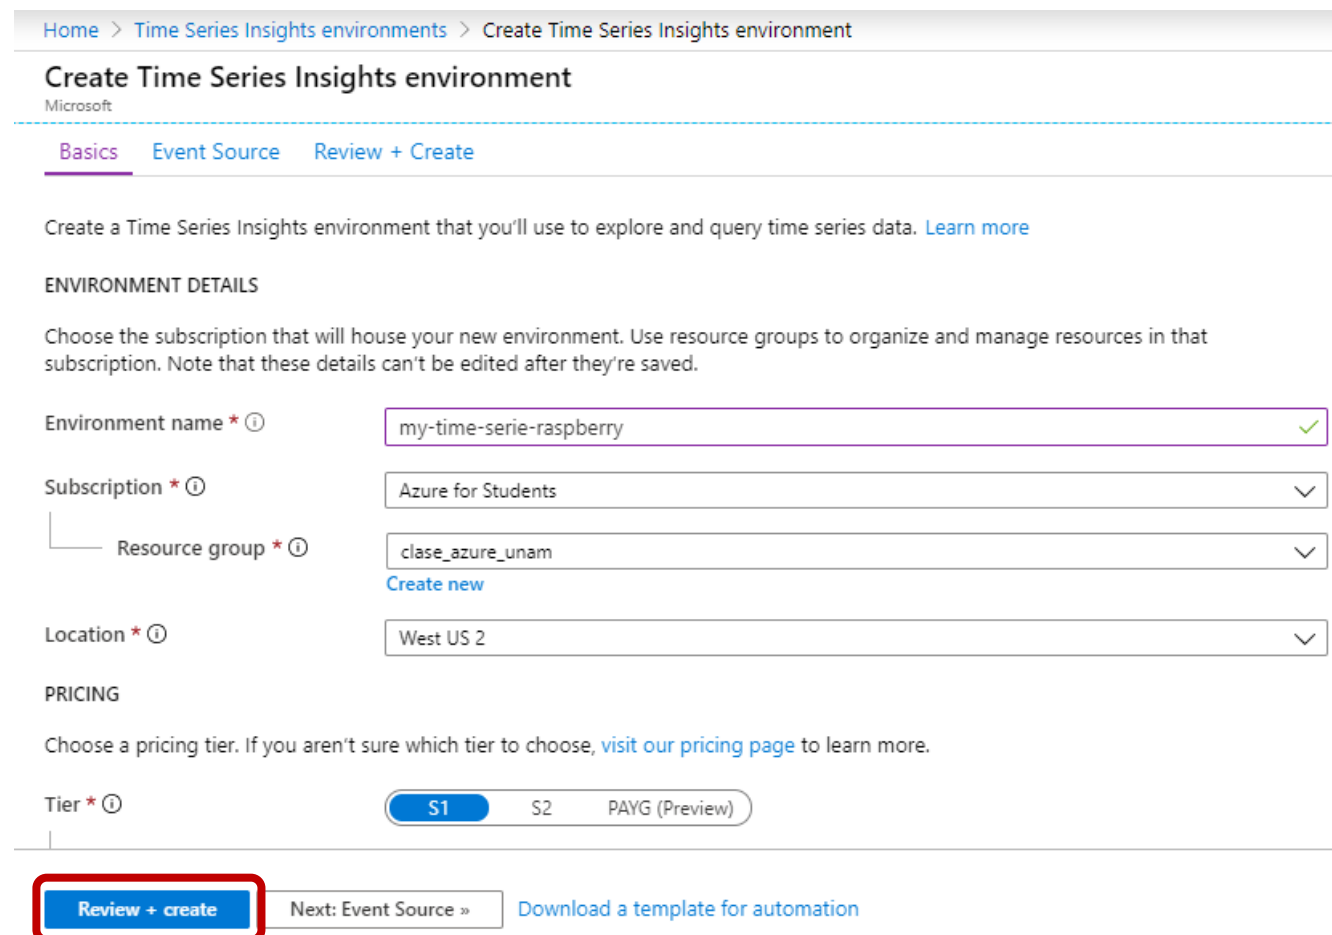 Home > Time Series Insights environments > Create Time Series Insights environment
Create Time Series Insights environment
Microsoft
Basics Event Source Review + Create
Create a Time Series Insights environment that you'll use to explore and query time series data. Learn more
ENVIRONMENT DETAILS
Choose the subscription that will house your new environment. Use resource groups to organize and manage resources in that
subscription. Note that these details can't be edited after they're saved.
Environment name * my-time-serie-raspberry
Subscription * Azure for Students
Resource group * clase_azure_unam
Create new
Location * West US 2
PRICING
Choose a pricing tier. If you aren't sure which tier to choose, visit our pricing page to learn more.
Tier * S1 S2 PAYG (Preview)
Review + create Next: Event Source » Download a template for automation